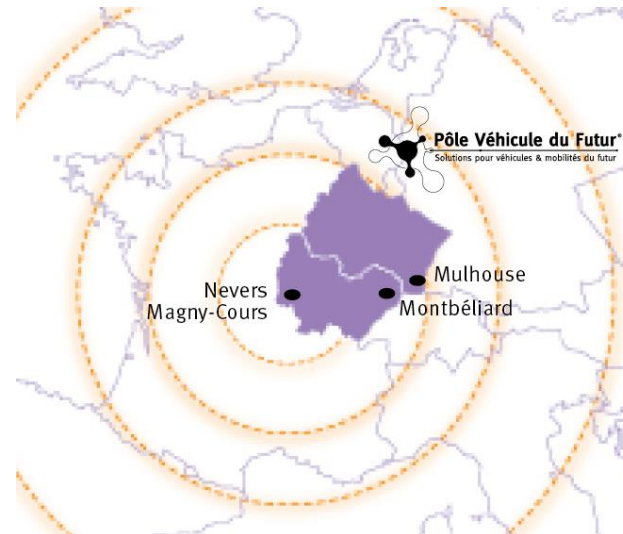 Pôle Véhicule du Futur®
Solutions pour véhicules & mobilités du futur
Mulhouse
Nevers
Magny-Cours
Montbéliard